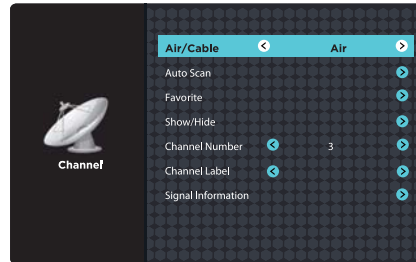 Channel
Air/Cable Air
Auto Scan
Favorite
Show/Hide
Channel Number 3
Channel Label
Signal Information